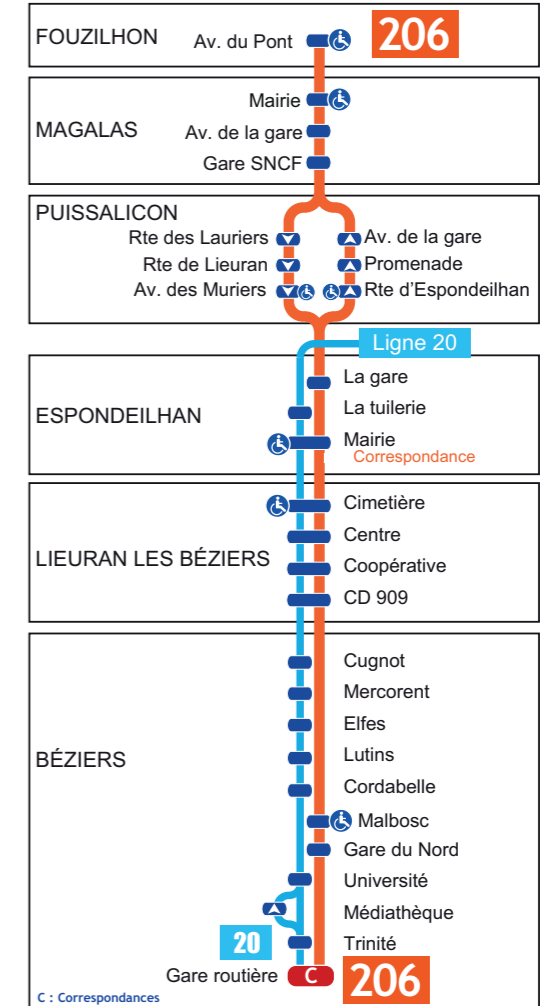 FOUZILHON
Av. du Pont
206
MAGALAS
Mairie
Av. de la gare
Gare SNCF
PUISSALICON
Rte des Lauriers
Av. de la gare
Rte de Lieuran
Promenade
Av. des Muriers
Rte d'Espondeilhan
Ligne 20
ESPONDEILHAN
La gare
La tuilerie
Mairie
Correspondance
LIEURAN LES BÉZIERS
Cimetière
Centre
Coopérative
CD 909
BÉZIERS
Cugnot
Mercorent
Elfes
Lutins
Cordabelle
Malbosc
Gare du Nord
Université
Médiathèque
20
Trinité
Gare routière
C
206
C : Correspondances